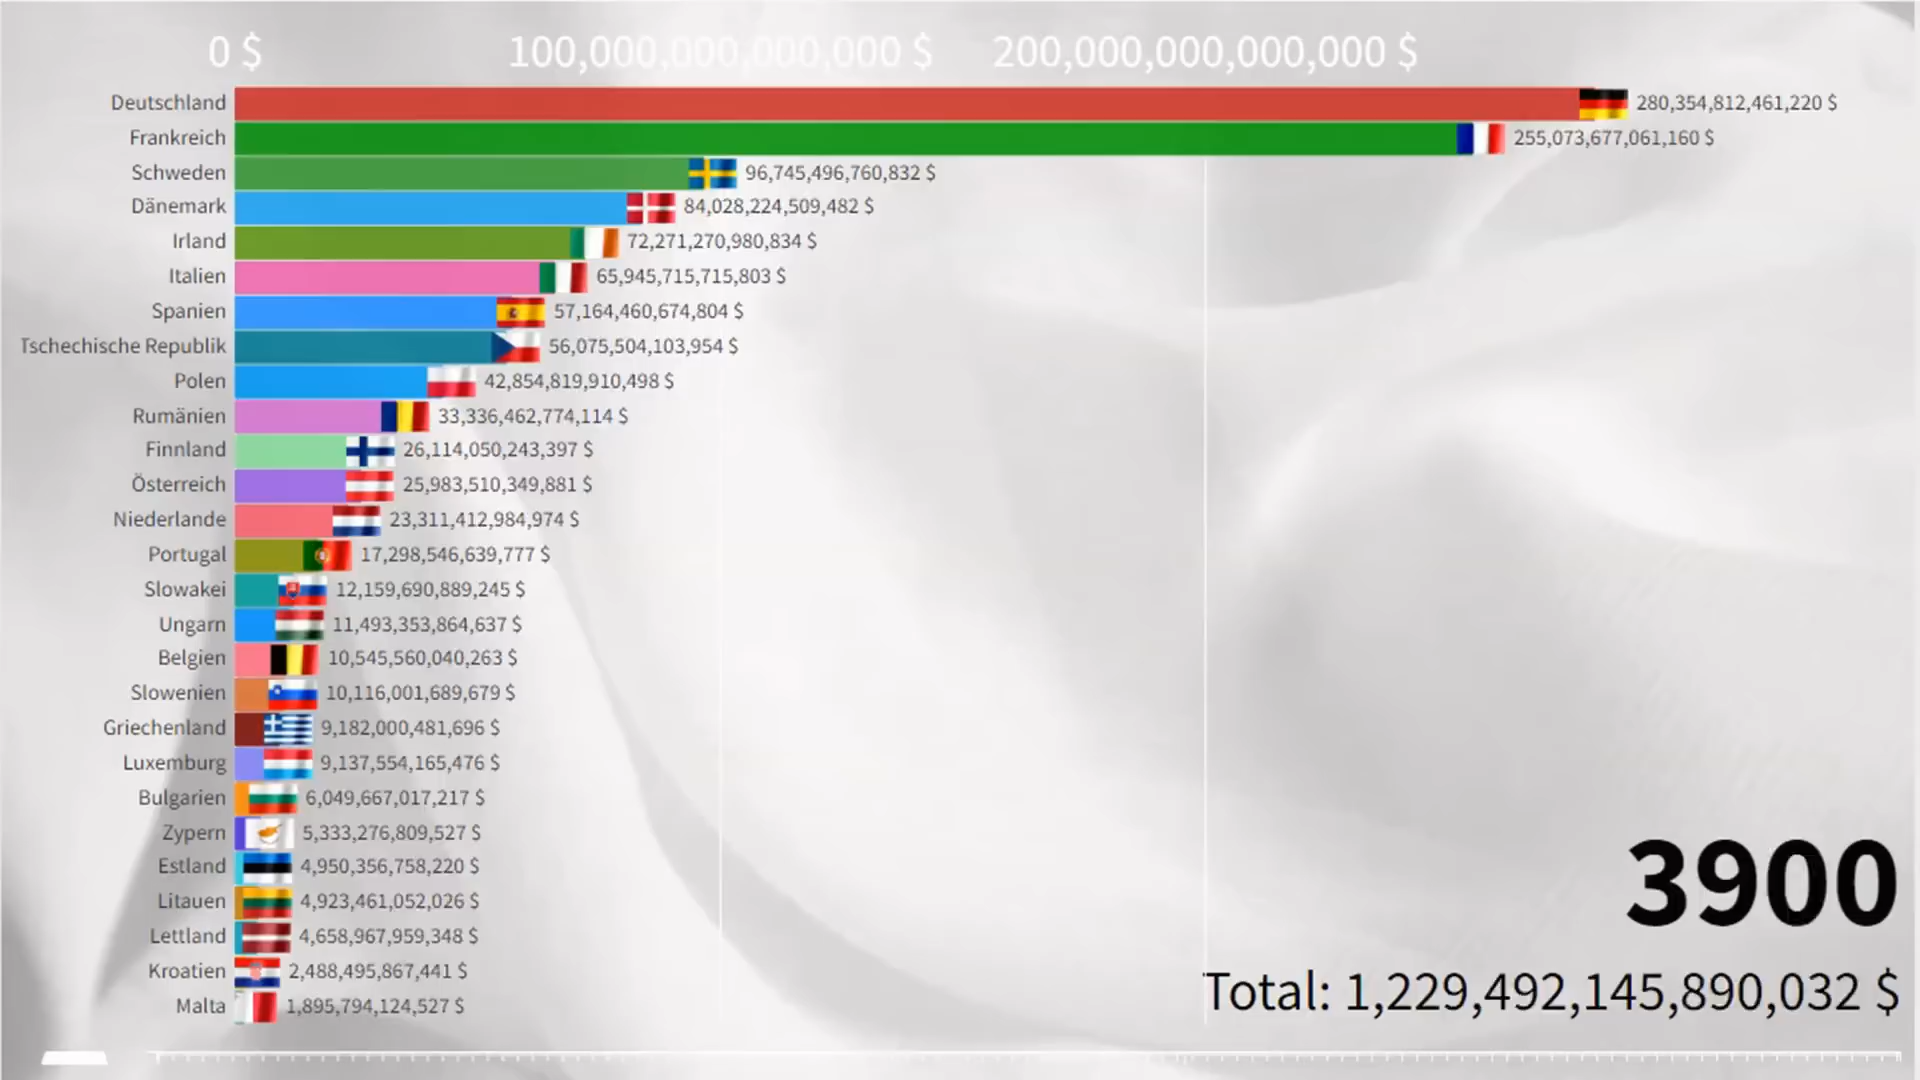 0 $ 100,000,000,000,000 $ 200,000,000,000,000 $
Deutschland 280,354,812,461,220 $
Frankreich 255,073,677,061,160 $
Schweden 96,745,496,760,832 $
Dänemark 84,028,224,509,482 $
Irland 72,271,270,980,834 $
Italien 65,945,715,715,803 $
Spanien 57,164,460,674,804 $
Tschechische Republik 56,075,504,103,954 $
Polen 42,854,819,910,498 $
Rumänien 33,336,462,774,114 $
Finnland 26,114,050,243,397 $
Österreich 25,983,510,349,881 $
Niederlande 23,311,412,984,974 $
Portugal 17,298,546,639,777 $
Slowakei 12,159,690,889,245 $
Ungarn 11,493,353,864,637 $
Belgien 10,545,560,040,263 $
Slowenien 10,116,001,689,679 $
Griechenland 9,182,000,481,696 $
Luxemburg 9,137,554,165,476 $
Bulgarien 6,049,667,017,217 $
Zypern 5,333,276,809,527 $
Estland 4,950,356,758,220 $
Litauen 4,923,461,052,026 $
Lettland 4,658,967,959,348 $
Kroatien 2,488,495,867,441 $
Malta 1,895,794,124,527 $
3900
Total: 1,229,492,145,890,032 $